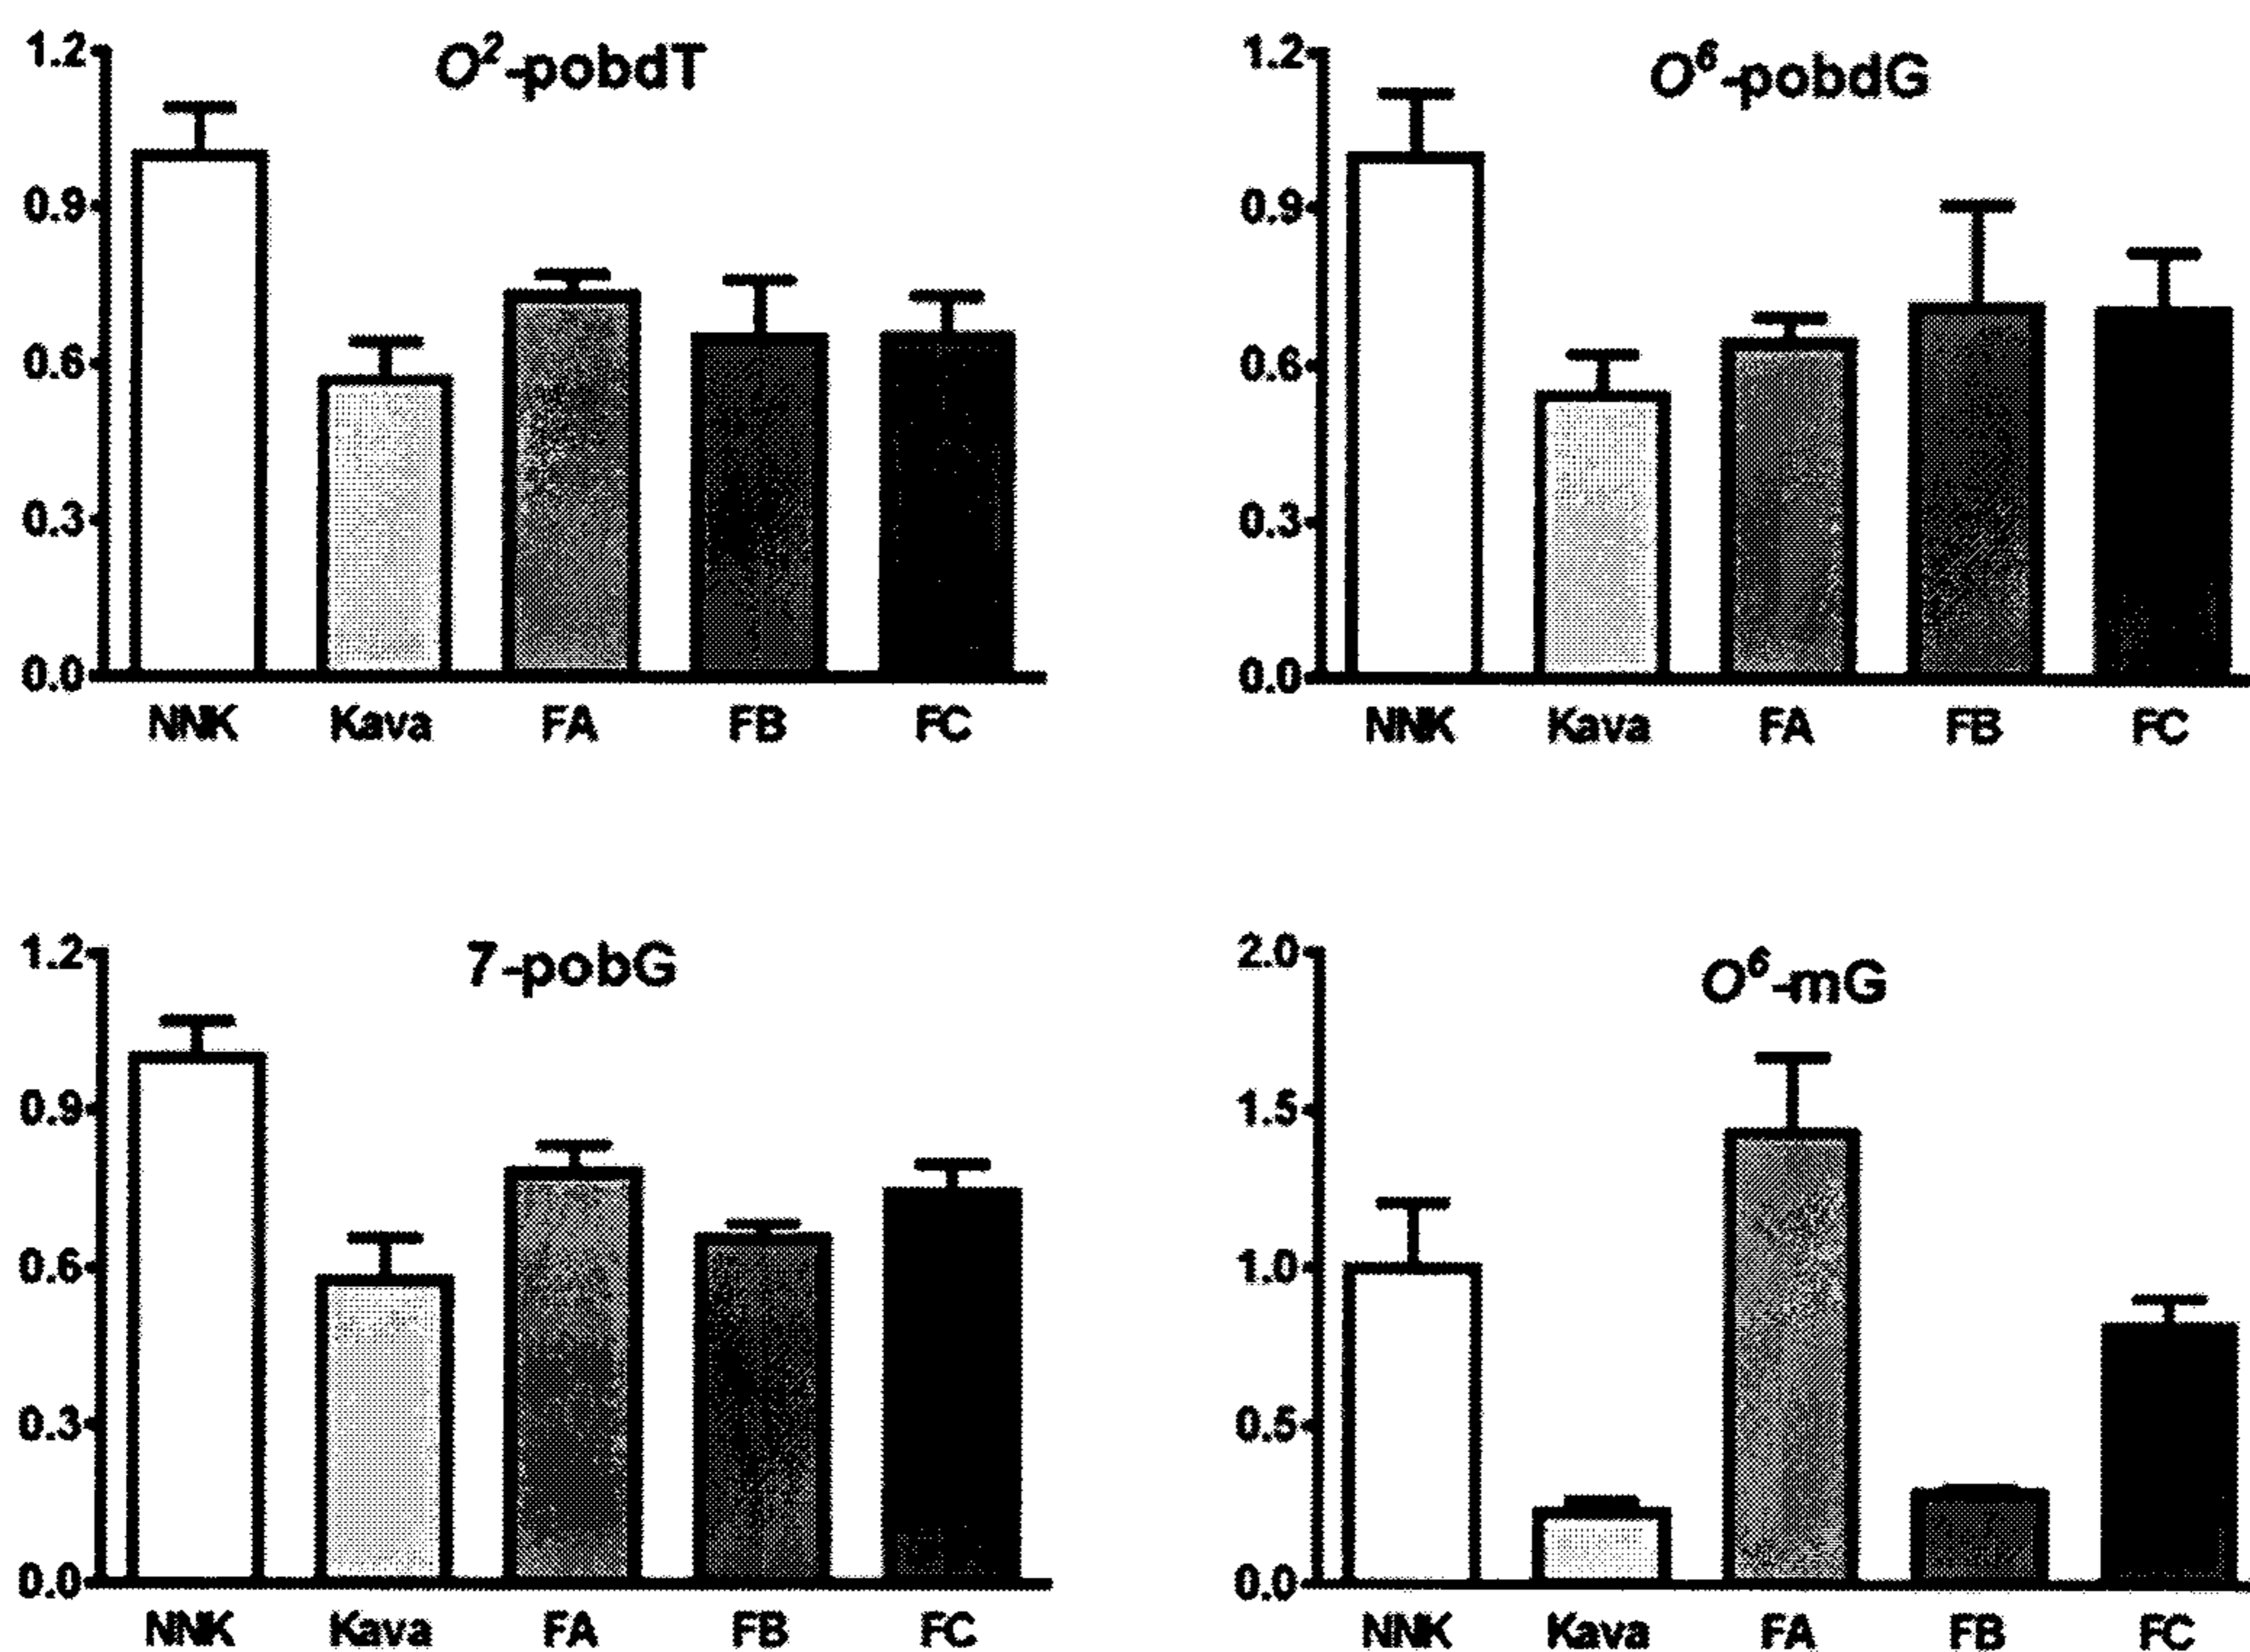 O²-pobdT
1.2
0.9
0.6
0.3
0.0
NNK Kava FA FB FC
O⁶-pobdG
1.2
0.9
0.6
0.3
0.0
NNK Kava FA FB FC
7-pobG
1.2
0.9
0.6
0.3
0.0
NNK Kava FA FB FC
O⁶-mG
2.0
1.5
1.0
0.5
0.0
NNK Kava FA FB FC